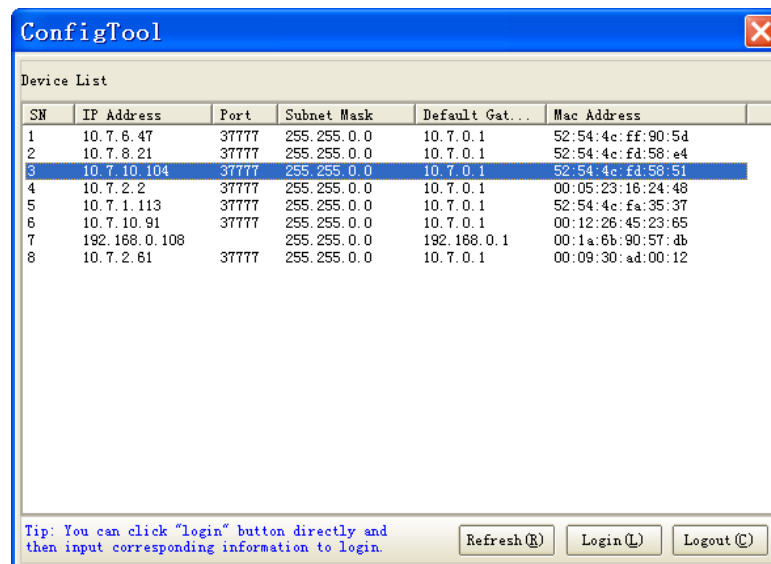 ConfigTool
Device List
SN IP Address Port Subnet Mask Default Gat... Mac Address
1 10.7.6.47 37777 255.255.0.0 10.7.0.1 52:54:4c:ff:90:5d
2 10.7.8.21 37777 255.255.0.0 10.7.0.1 52:54:4c:fd:58:e4
3 10.7.10.104 37777 255.255.0.0 10.7.0.1 52:54:4c:fd:58:51
4 10.7.2.2 37777 255.255.0.0 10.7.0.1 00:05:23:16:24:48
5 10.7.1.113 37777 255.255.0.0 10.7.0.1 52:54:4c:fa:35:37
6 10.7.10.91 37777 255.255.0.0 10.7.0.1 00:12:26:45:23:65
7 192.168.0.108 255.255.0.0 192.168.0.1 00:1a:6b:90:57:db
8 10.7.2.61 37777 255.255.0.0 10.7.0.1 00:09:30:ad:00:12
Tip: You can click "login" button directly and
then input corresponding information to login.
Refresh(R) Login(L) Logout(C)